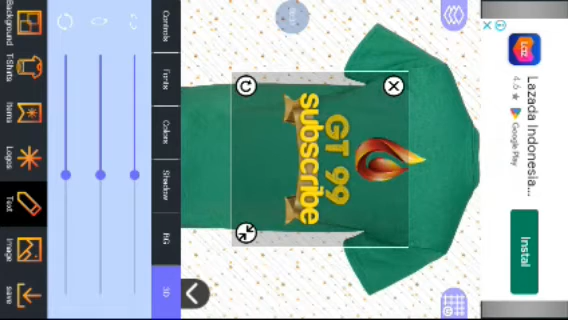 Lazada Indonesia...
4.6 ★ Google Play
Instal
Laz
GT 99
subscribe
Controls
Fonts
Colors
Shadow
BG
3D
Background
T-Shirts
Items
Logos
Text
Image
save